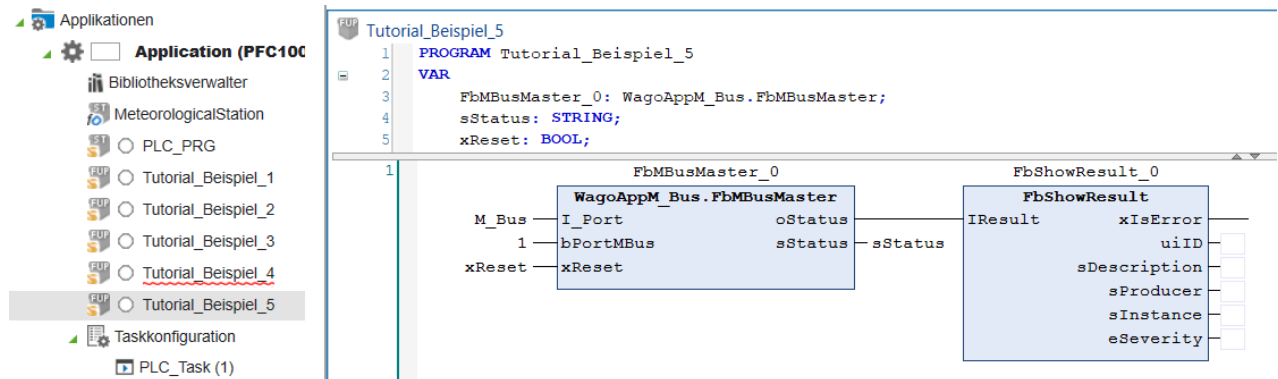 Applikationen
Application (PFC100
Bibliotheksverwalter
MeteorologicalStation
PLC_PRG
Tutorial_Beispiel_1
Tutorial_Beispiel_2
Tutorial_Beispiel_3
Tutorial_Beispiel_4
Tutorial_Beispiel_5
Taskkonfiguration
PLC_Task (1)
Tutorial_Beispiel_5
1 PROGRAM Tutorial_Beispiel_5
2 VAR
3 FbMBusMaster_0: WagoAppM_Bus.FbMBusMaster;
4 sStatus: STRING;
5 xReset: BOOL;
1 FbMBusMaster_0 FbShowResult_0
WagoAppM_Bus.FbMBusMaster FbShowResult
M_Bus I_Port oStatus IResult xIsError
1 bPortMBus sStatus sStatus uiID
xReset xReset sDescription
sProducer
sInstance
eSeverity